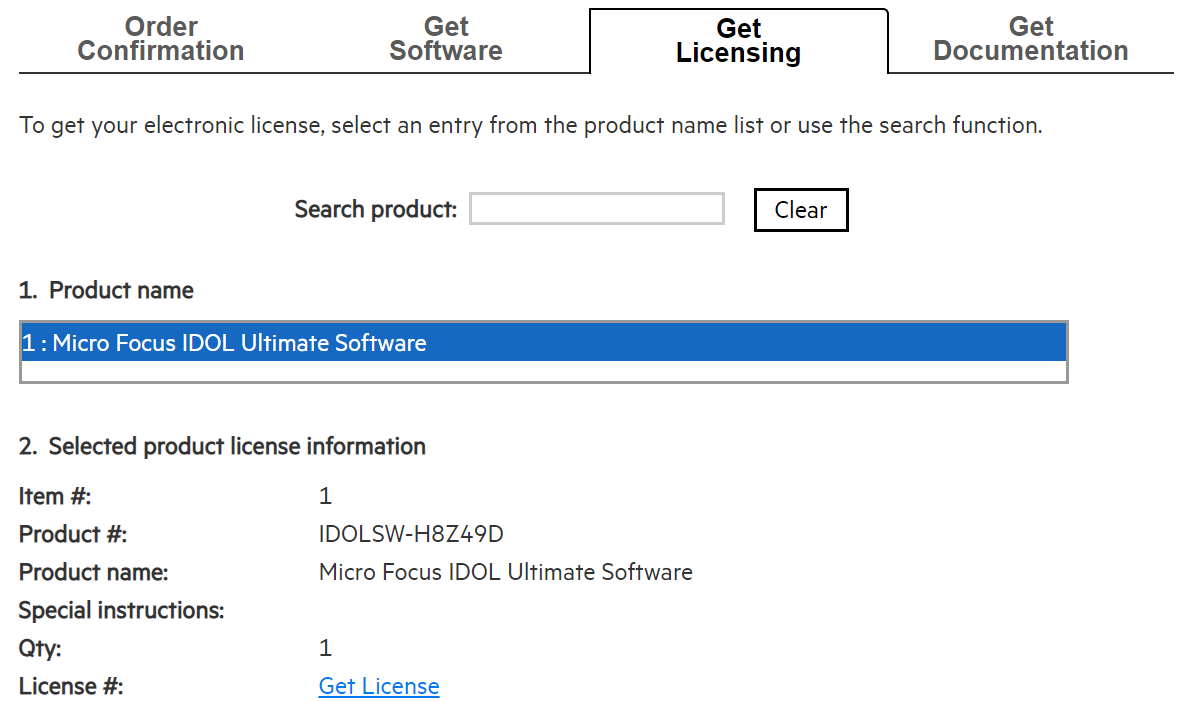 Order Confirmation
Get Software
Get Licensing
Get Documentation
To get your electronic license, select an entry from the product name list or use the search function.
Search product: Clear
1. Product name
1 : Micro Focus IDOL Ultimate Software
2. Selected product license information
Item #: 1
Product #: IDOLSW-H8Z49D
Product name: Micro Focus IDOL Ultimate Software
Special instructions:
Qty: 1
License #: Get License